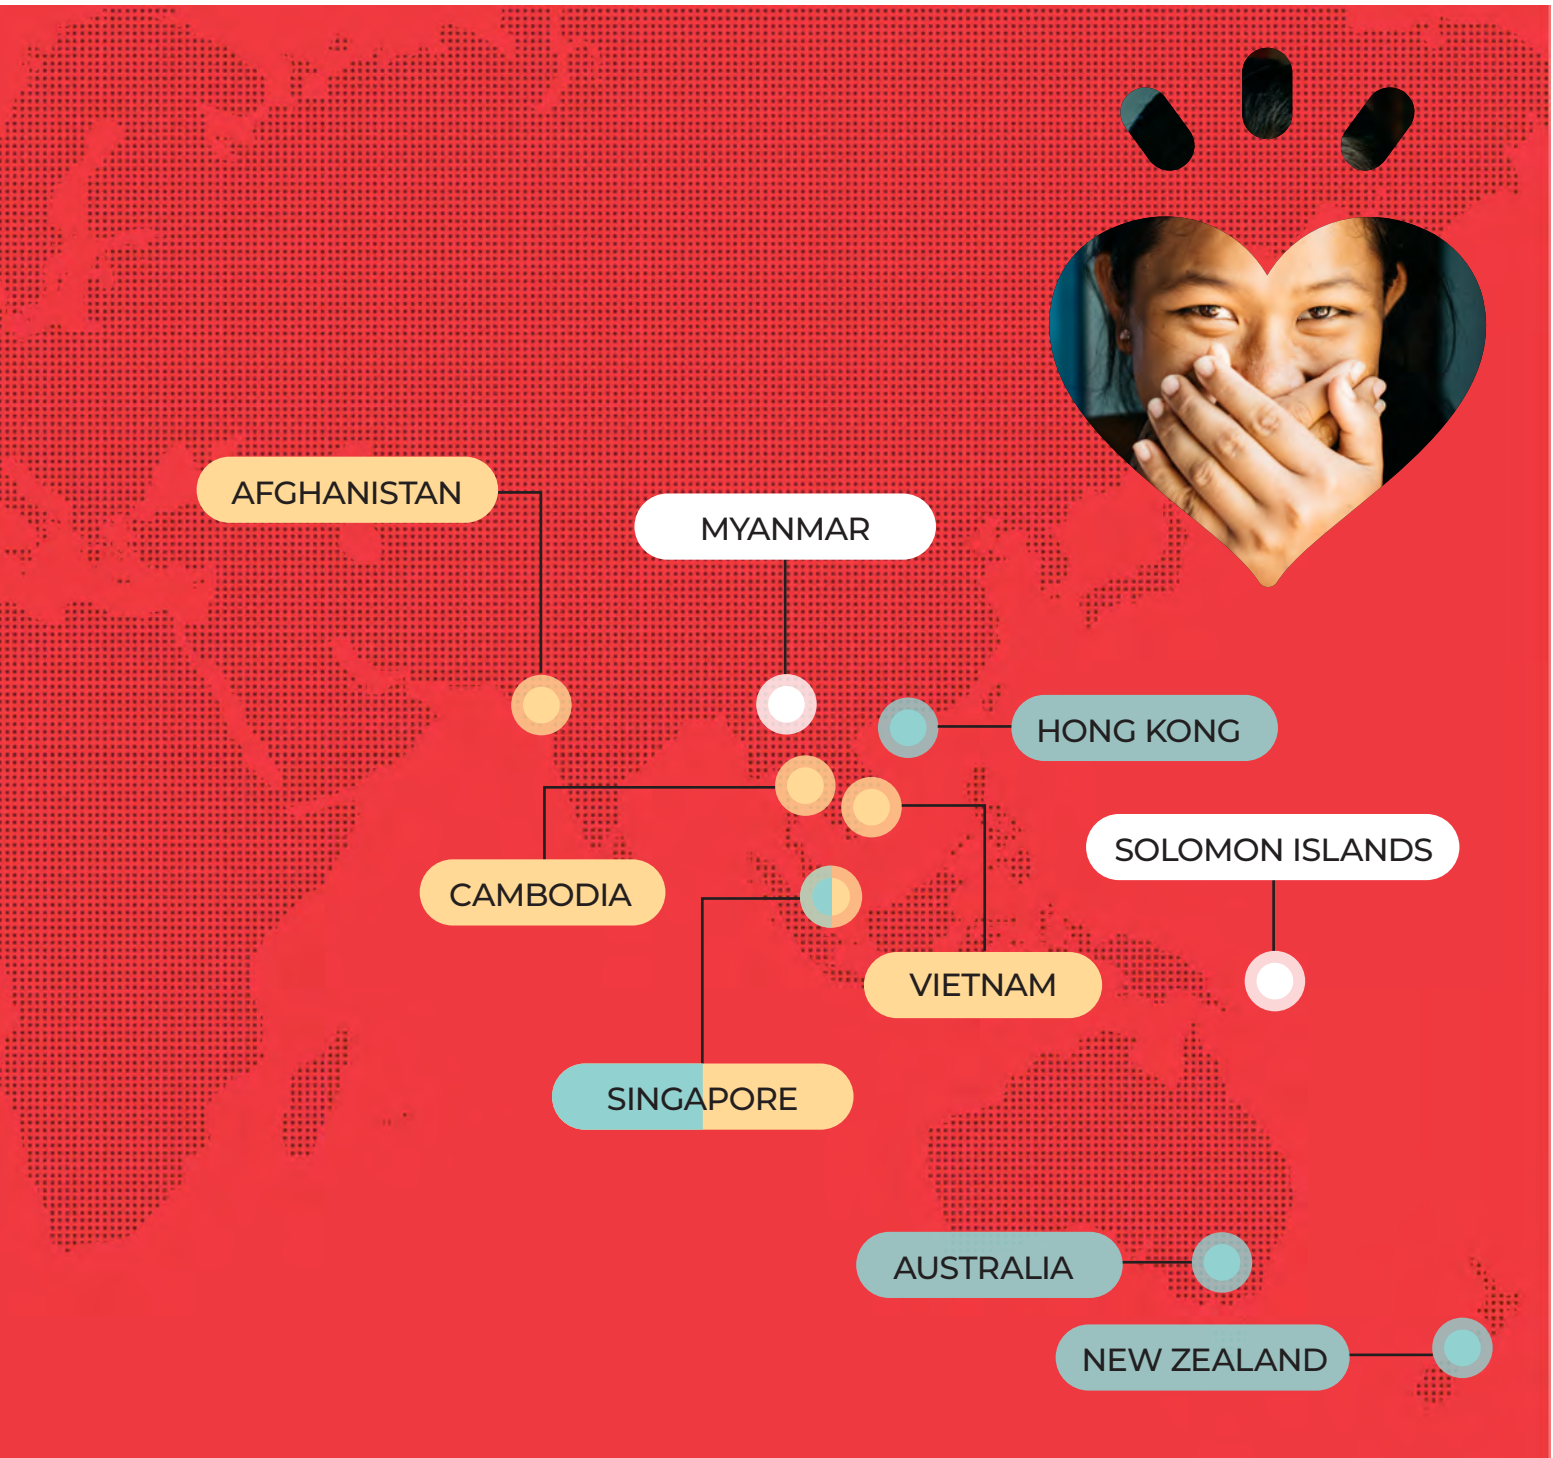 AFGHANISTAN
MYANMAR
HONG KONG
SOLOMON ISLANDS
CAMBODIA
VIETNAM
SINGAPORE
AUSTRALIA
NEW ZEALAND